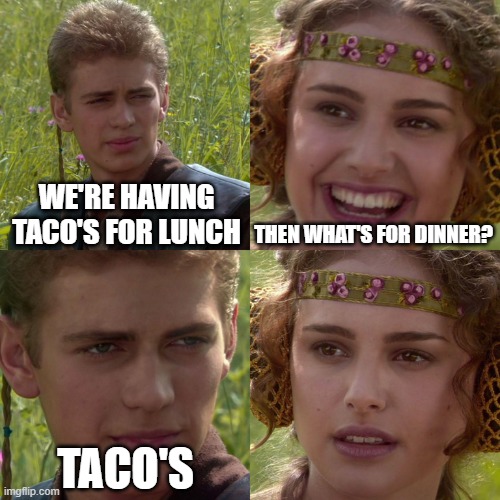 WE'RE HAVING
TACO'S FOR LUNCH
THEN WHAT'S FOR DINNER?
TACO'S
imgflip.com